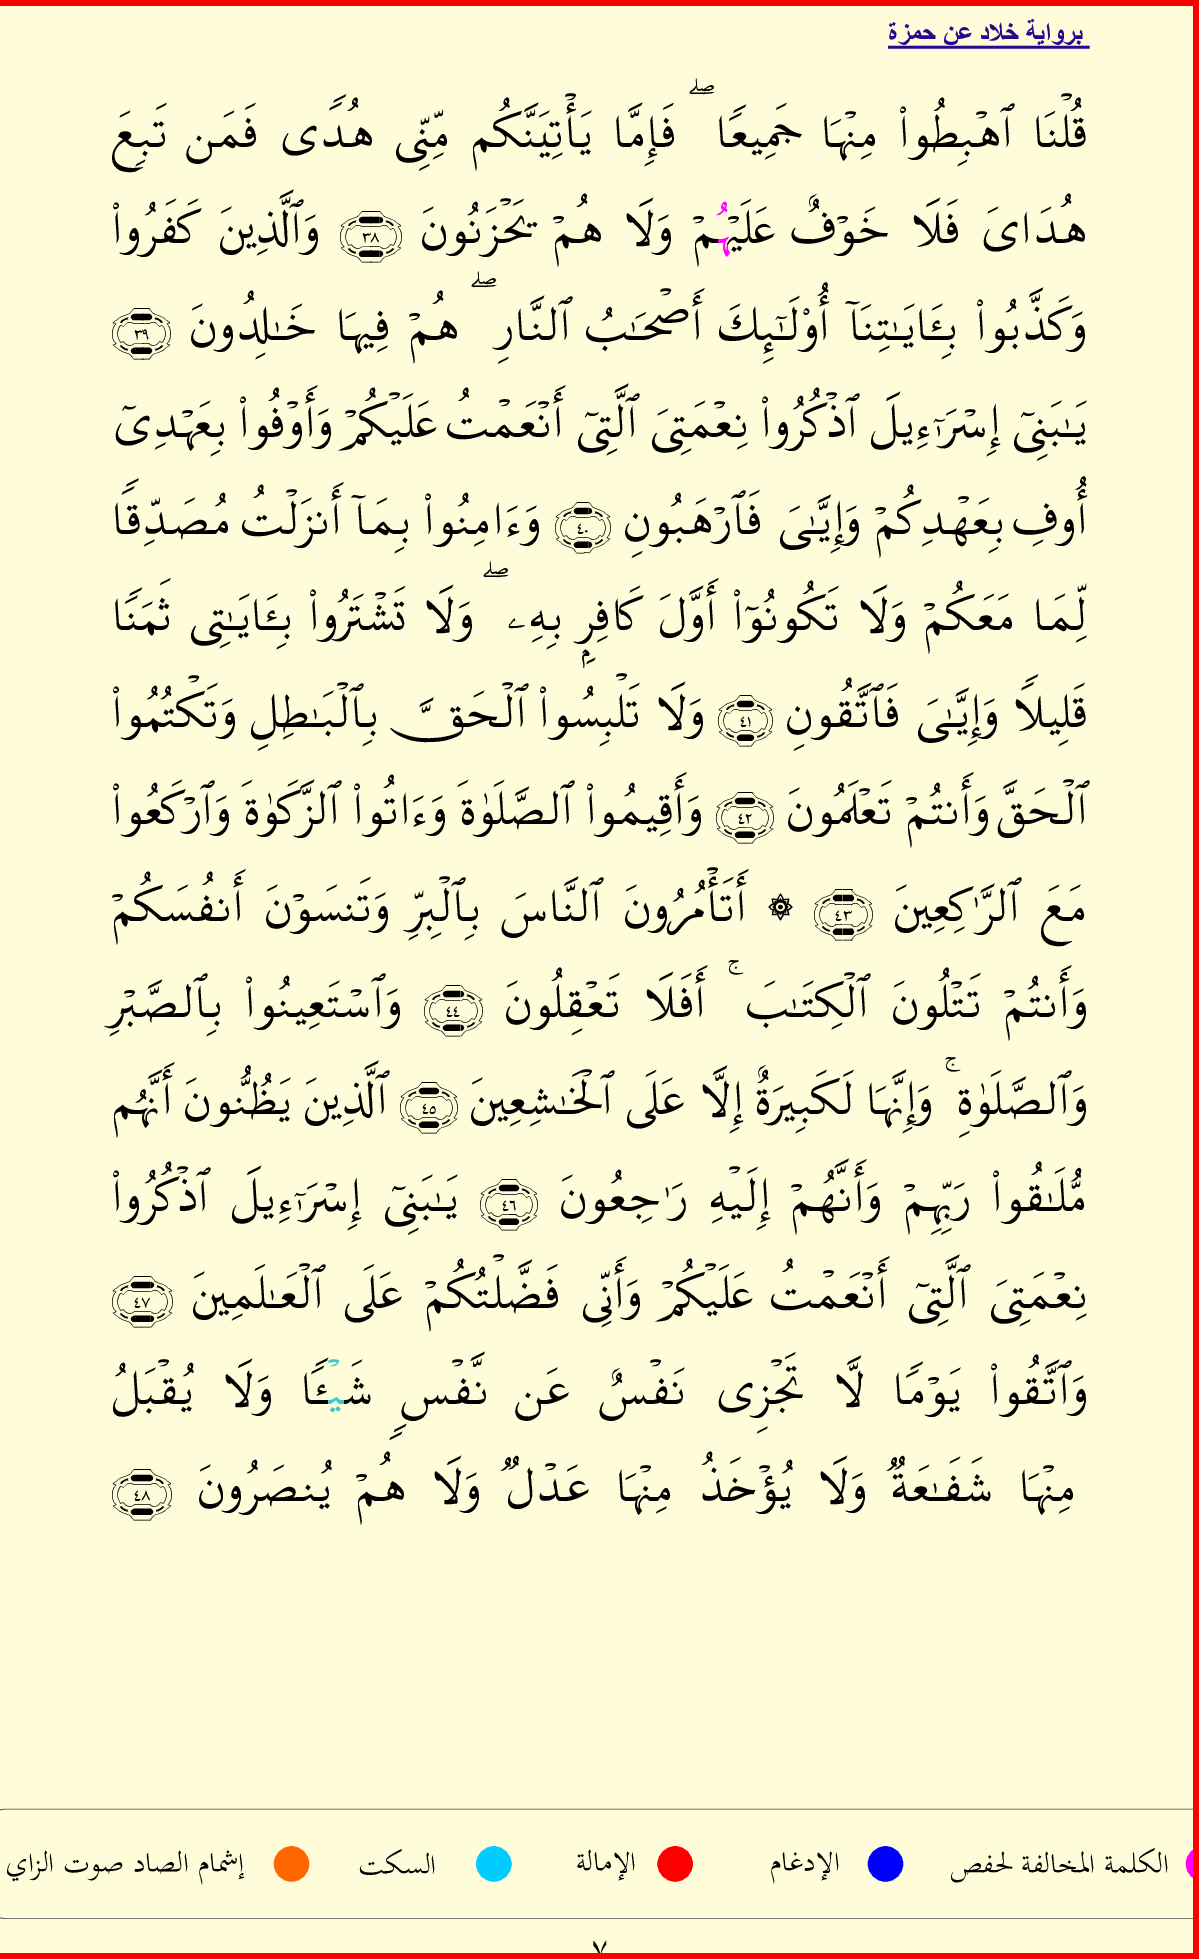 برواية خلاد عن حمزة
قُلْنَا ٱهْبِطُوا۟ مِنْهَا جَمِيعًا ۖ فَإِمَّا يَأْتِيَنَّكُم مِّنِّى هُدًى فَمَن تَبِعَ
هُدَاىَ فَلَا خَوْفٌ عَلَيْهُمْ وَلَا هُمْ يَحْزَنُونَ ٣٨ وَٱلَّذِينَ كَفَرُوا۟
وَكَذَّبُوا۟ بِـَٔايَـٰتِنَآ أُو۟لَـٰٓئِكَ أَصْحَـٰبُ ٱلنَّارِ ۖ هُمْ فِيهَا خَـٰلِدُونَ ٣٩
يَـٰبَنِىٓ إِسْرَٰٓءِيلَ ٱذْكُرُوا۟ نِعْمَتِىَ ٱلَّتِىٓ أَنْعَمْتُ عَلَيْكُمْ وَأَوْفُوا۟ بِعَهْدِىٓ
أُوفِ بِعَهْدِكُمْ وَإِيَّـٰىَ فَٱرْهَبُونِ ٤٠ وَءَامِنُوا۟ بِمَآ أَنزَلْتُ مُصَدِّقًا
لِّمَا مَعَكُمْ وَلَا تَكُونُوٓا۟ أَوَّلَ كَافِرٍۭ بِهِۦ ۖ وَلَا تَشْتَرُوا۟ بِـَٔايَـٰتِى ثَمَنًا
قَلِيلًا وَإِيَّـٰىَ فَٱتَّقُونِ ٤١ وَلَا تَلْبِسُوا۟ ٱلْحَقَّ بِٱلْبَـٰطِلِ وَتَكْتُمُوا۟
ٱلْحَقَّ وَأَنتُمْ تَعْلَمُونَ ٤٢ وَأَقِيمُوا۟ ٱلصَّلَوٰةَ وَءَاتُوا۟ ٱلزَّكَوٰةَ وَٱرْكَعُوا۟
مَعَ ٱلرَّٰكِعِينَ ٤٣ ۞ أَتَأْمُرُونَ ٱلنَّاسَ بِٱلْبِرِّ وَتَنسَوْنَ أَنفُسَكُمْ
وَأَنتُمْ تَتْلُونَ ٱلْكِتَـٰبَ ۚ أَفَلَا تَعْقِلُونَ ٤٤ وَٱسْتَعِينُوا۟ بِٱلصَّبْرِ
وَٱلصَّلَوٰةِ ۚ وَإِنَّهَا لَكَبِيرَةٌ إِلَّا عَلَى ٱلْخَـٰشِعِينَ ٤٥ ٱلَّذِينَ يَظُنُّونَ أَنَّهُم
مُّلَـٰقُوا۟ رَبِّهِمْ وَأَنَّهُمْ إِلَيْهِ رَٰجِعُونَ ٤٦ يَـٰبَنِىٓ إِسْرَٰٓءِيلَ ٱذْكُرُوا۟
نِعْمَتِىَ ٱلَّتِىٓ أَنْعَمْتُ عَلَيْكُمْ وَأَنِّى فَضَّلْتُكُمْ عَلَى ٱلْعَـٰلَمِينَ ٤٧
وَٱتَّقُوا۟ يَوْمًا لَّا تَجْزِى نَفْسٌ عَن نَّفْسٍ شَيْـًٔا وَلَا يُقْبَلُ
مِنْهَا شَفَـٰعَةٌ وَلَا يُؤْخَذُ مِنْهَا عَدْلٌ وَلَا هُمْ يُنصَرُونَ ٤٨
الكلمة المخالفة لحفص الإدغام الإمالة السكت إشمام الصاد صوت الزاي
٧